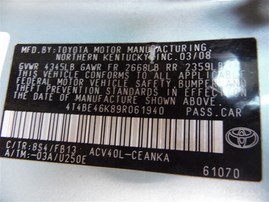 MFD. BY: TOYOTA MOTOR MANUFACTURING,
NORTHERN KENTUCKY, INC. 03/08
GVWR 4345LB GAWR FR 2668LB RR 2359LB
THIS VEHICLE CONFORMS TO ALL APPLICABLE
FEDERAL MOTOR VEHICLE SAFETY, BUMPER, AND
THEFT PREVENTION STANDARDS IN EFFECT ON
THE DATE OF MANUFACTURE SHOWN ABOVE.
4T4BE46K89R061940 PASS.CAR
C/TR: 8S4/FB13 ACV40L-CEANKA
A/TM: -03A/U250E
TOYOTA
61070